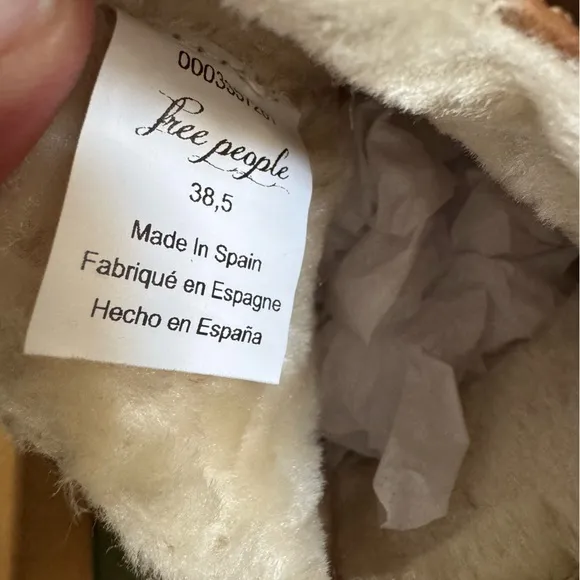 free people
38,5
Made In Spain
Fabriqué en Espagne
Hecho en España